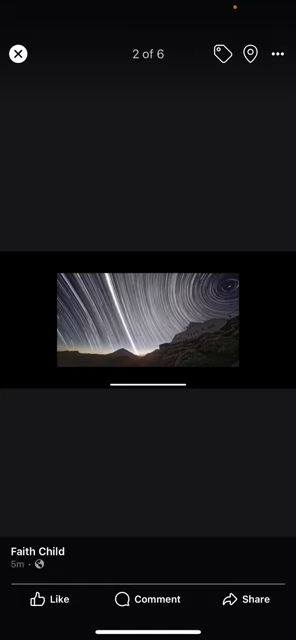 2 of 6
Faith Child
5m ·
Like
Comment
Share